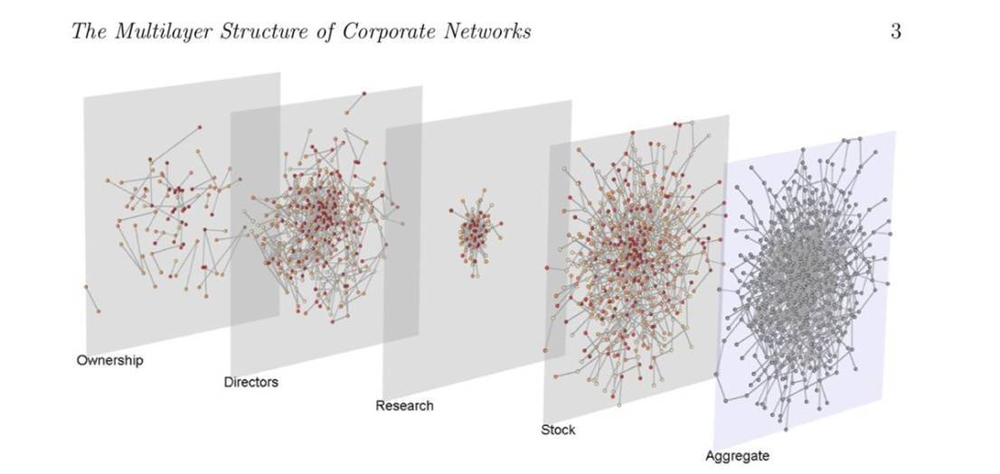 The Multilayer Structure of Corporate Networks 3
Ownership
Directors
Research
Stock
Aggregate